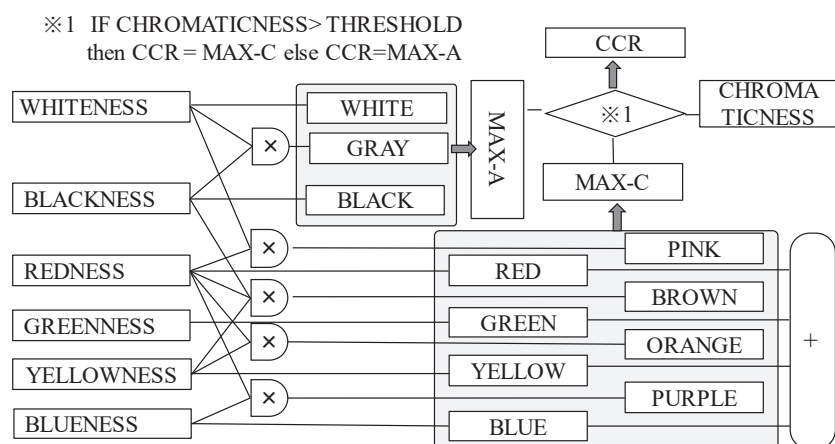 ※1 IF CHROMATICNESS> THRESHOLD
then CCR = MAX-C else CCR=MAX-A
CCR
WHITENESS
WHITE
MAX-A
※1
CHROMA
TICNESS
×
GRAY
MAX-C
BLACKNESS
BLACK
×
PINK
REDNESS
RED
×
BROWN
GREENNESS
GREEN
×
ORANGE
+
YELLOWNESS
YELLOW
×
PURPLE
BLUENESS
BLUE